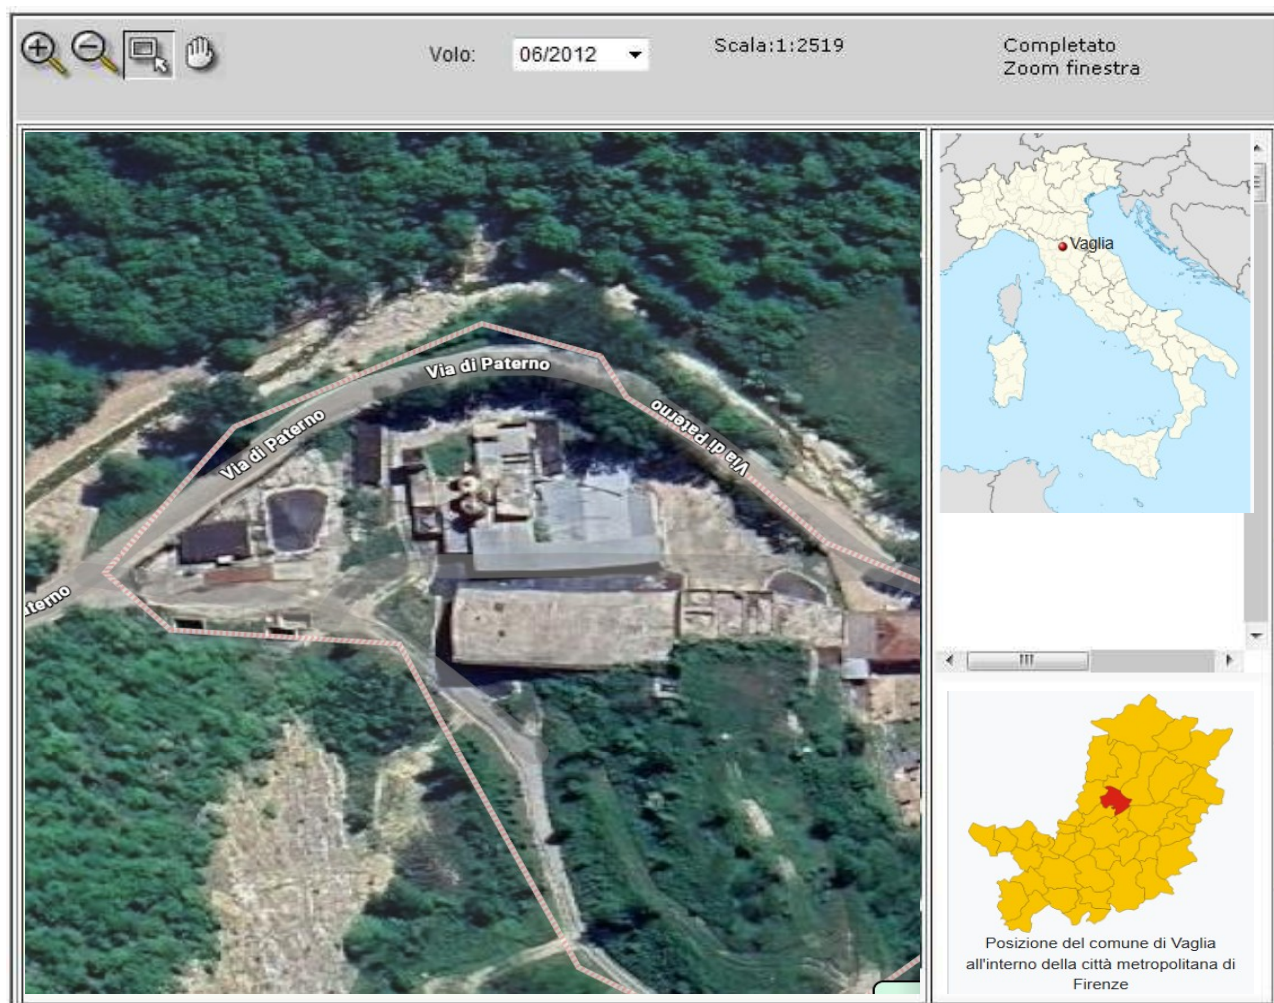 Volo:
06/2012
Scala:1:2519
Completato
Zoom finestra
Via di Paterno
Via di Paterno
Via di Paterno
terno
Vaglia
Posizione del comune di Vaglia
all'interno della città metropolitana di
Firenze